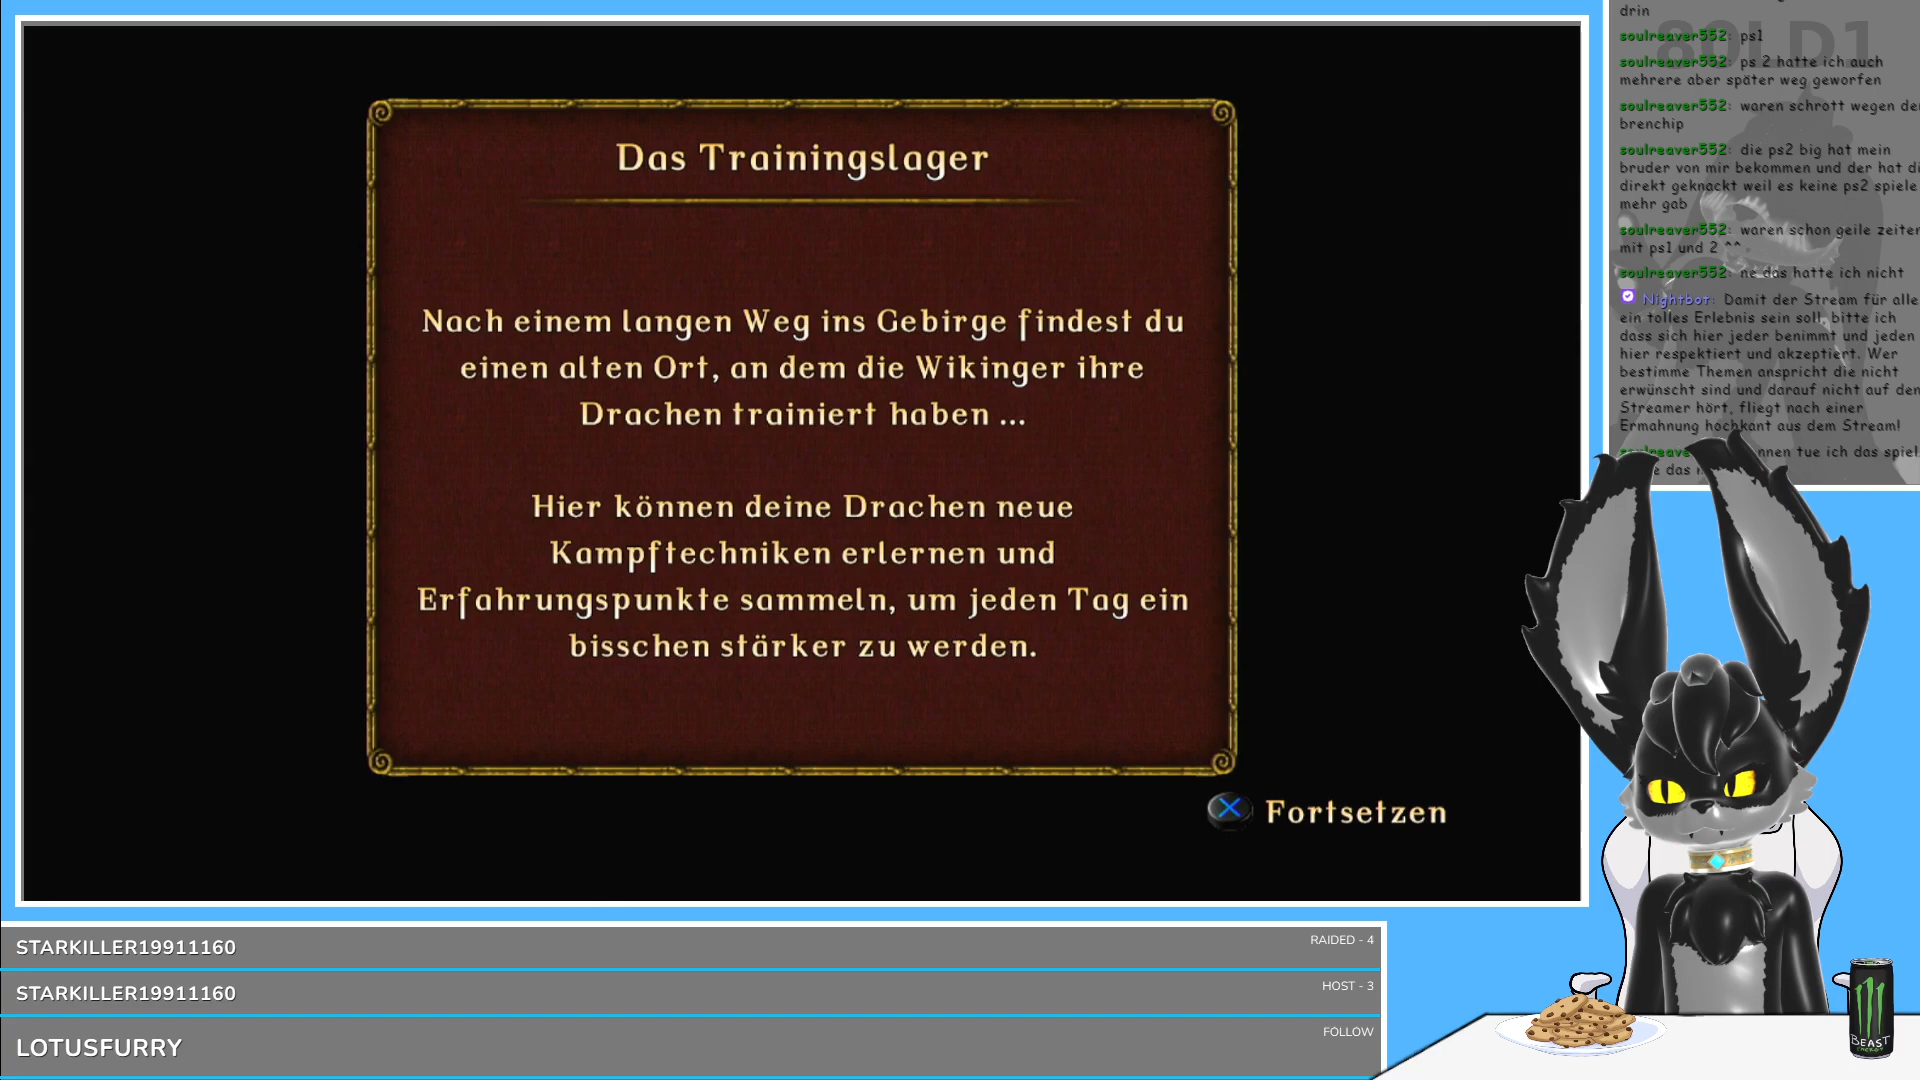 Das Trainingslager
Nach einem langen Weg ins Gebirge findest du
einen alten Ort, an dem die Wikinger ihre
Drachen trainiert haben ...
Hier können deine Drachen neue
Kampftechniken erlernen und
Erfahrungspunkte sammeln, um jeden Tag ein
bisschen stärker zu werden.
Fortsetzen
drin
soulreaver552: ps1
soulreaver552: ps 2 hatte ich auch
mehrere aber später weg geworfen
soulreaver552: waren schrott wegen
brenchip
soulreaver552: die ps2 big hat mein
bruder von mir bekommen und der hat
direkt geknackt weil es keine ps2 spiele
mehr gab
soulreaver552: waren schon geile zeiten
mit ps1 und 2 ^^
soulreaver552: ne das hatte ich nicht
Nightbot: Damit der Stream für alle
ein tolles Erlebnis sein soll, bitte ich
dass sich hier jeder benimmt und jeden
hier respektiert und akzeptiert. Wer
bestimme Themen anspricht die nicht
erwünscht sind und darauf nicht auf den
Streamer hört, fliegt nach einer
Ermahnung hochkant aus dem Stream!
tue ich das spiel
das
STARKILLER19911160
RAIDED - 4
STARKILLER19911160
HOST - 3
LOTUSFURRY
FOLLOW
BEAST